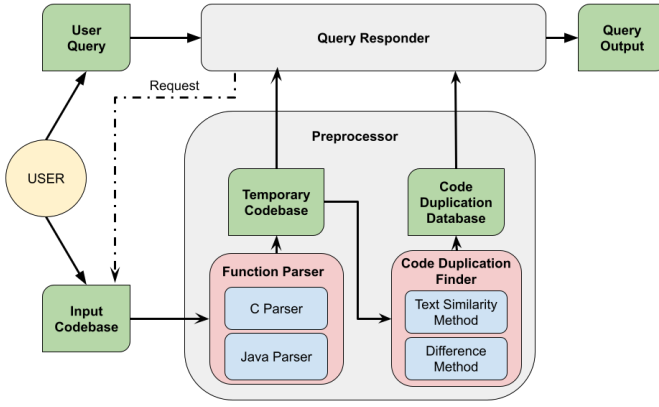 User
Query
Query Responder
Query
Output
Request
Preprocessor
USER
Temporary
Codebase
Code
Duplication
Database
Function Parser
Code Duplication
Finder
Input
Codebase
C Parser
Text Similarity
Method
Java Parser
Difference
Method